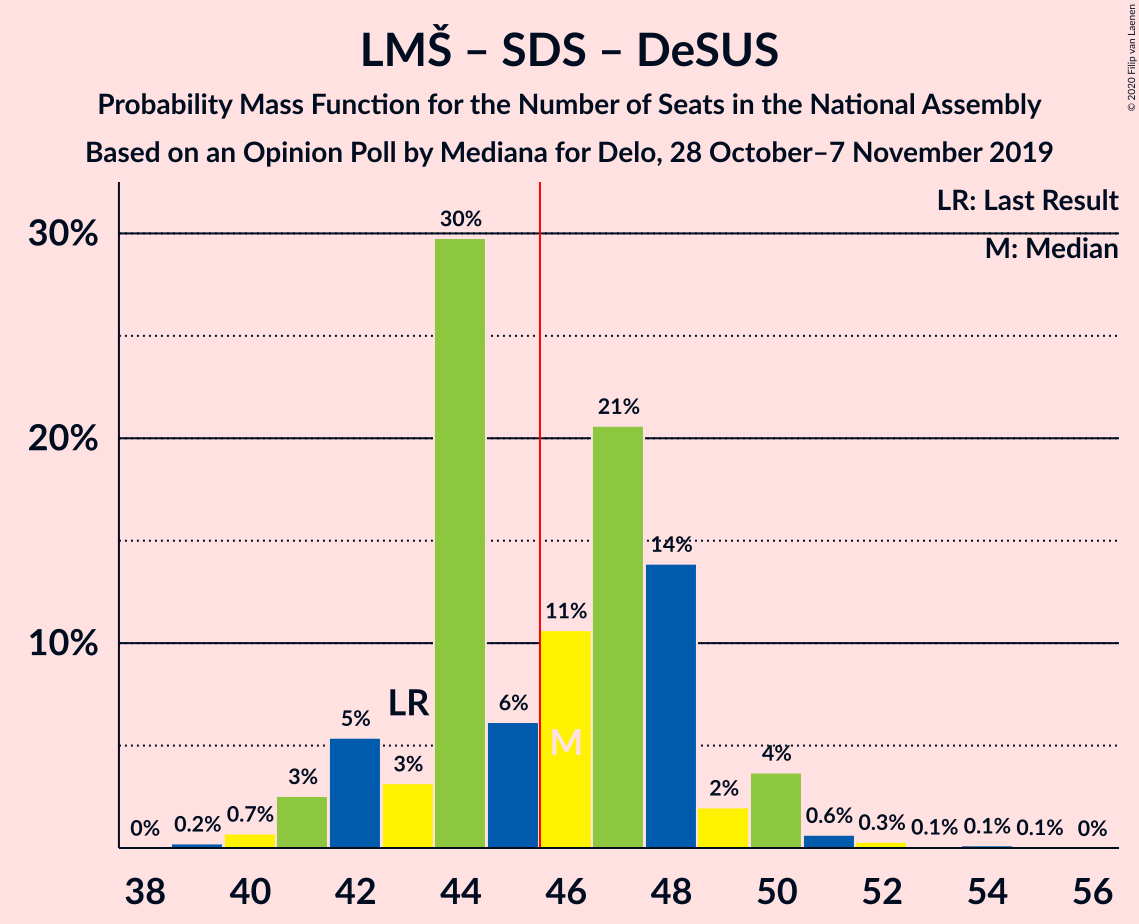 LMŠ – SDS – DeSUS
Probability Mass Function for the Number of Seats in the National Assembly
Based on an Opinion Poll by Mediana for Delo, 28 October–7 November 2019
© 2020 Filip van Laenen
LR: Last Result
M: Median
30%
20%
10%
0%
0.2%
0.7%
3%
5%
3%
LR
30%
6%
11%
M
21%
14%
2%
4%
0.6%
0.3%
0.1%
0.1%
0.1%
0%
38 40 42 44 46 48 50 52 54 56